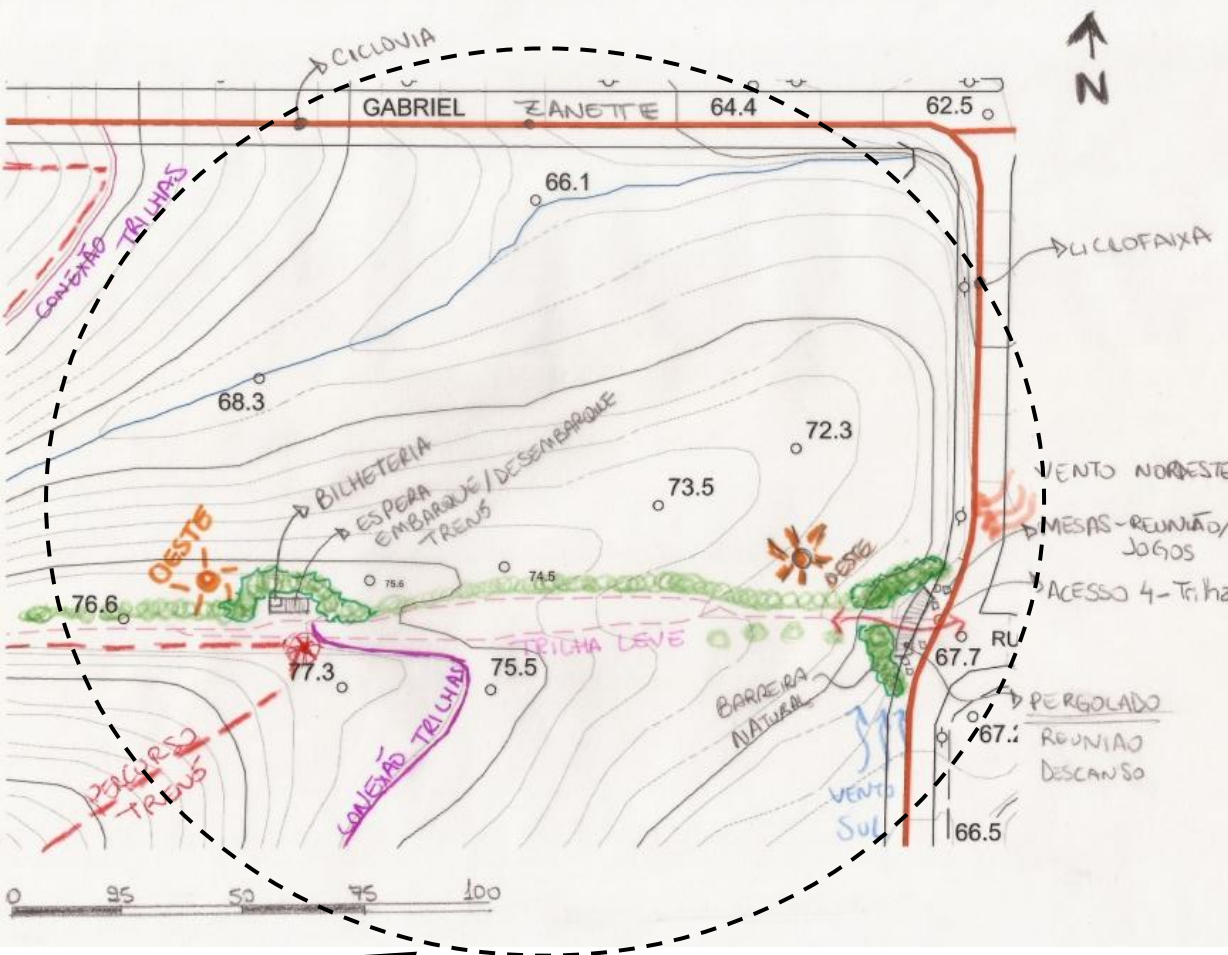 CICLOVIA
N
GABRIEL ZANETTE
64.4
62.5
66.1
CONEXÃO TRILHAS
CICLOFAIXA
68.3
72.3
BILHETERIA
ESPERA
EMBARQUE/DESEMBARQUE
TRENS
73.5
VENTO NORDESTE
MESAS-REUNIÃO/
JOGOS
OESTE
75.6
74.5
ACESSO 4-Trilha
76.6
TRILHA LEVE
RU
67.7
77.3
75.5
BARREIRA
NATURAL
PERGOLADO
REUNIAO
DESCANSO
67.2
PERCURSO
TRENS
CONEXÃO TRILHAS
VENTO
SUL
66.5
0 25 50 75 100